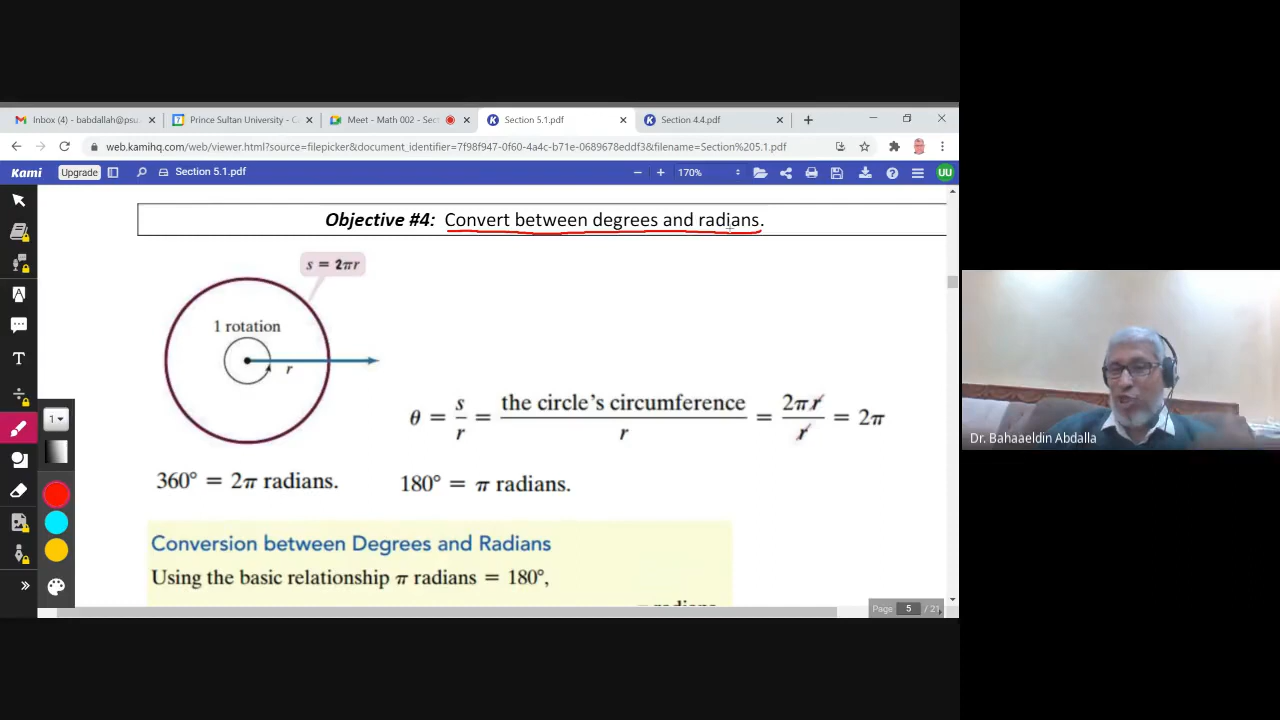 Inbox (4) - babdallah@psu.
Prince Sultan University - C
Meet - Math 002 - Sec
Section 5.1.pdf
Section 4.4.pdf
web.kamihq.com/web/viewer.html?source=filepicker&document_identifier=7f98f947-0f60-4a4c-b71e-0689678eddf3&filename=Section%205.1.pdf
Kami
Upgrade
Section 5.1.pdf
170%
UU
Objective #4: Convert between degrees and radians.
s = 2πr
1 rotation
r
θ = s/r = the circle's circumference/r = 2πr/r = 2π
360° = 2π radians. 180° = π radians.
Conversion between Degrees and Radians
Using the basic relationship π radians = 180°,
π radians
T
1
Page 5 / 21
Dr. Bahaaeldin Abdalla